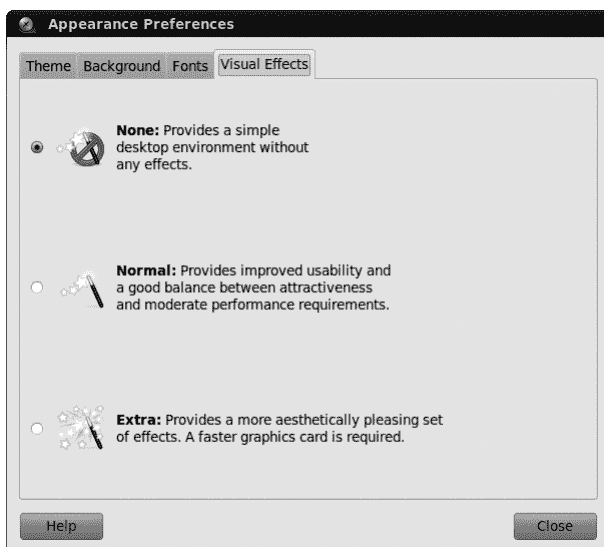 Appearance Preferences
Theme Background Fonts Visual Effects
None: Provides a simple
desktop environment without
any effects.
Normal: Provides improved usability and
a good balance between attractiveness
and moderate performance requirements.
Extra: Provides a more aesthetically pleasing set
of effects. A faster graphics card is required.
Help Close